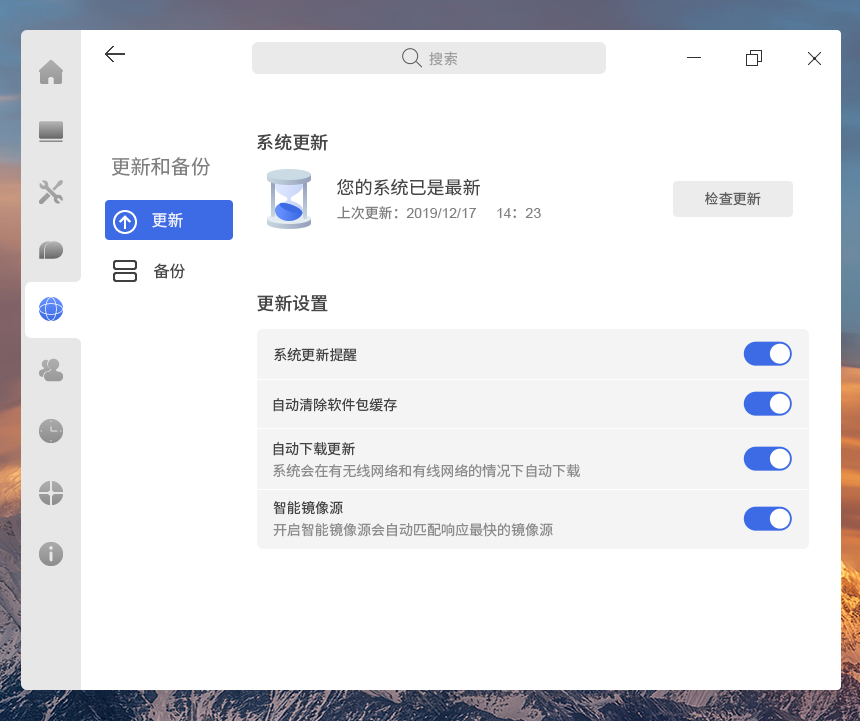 搜索
更新和备份
更新
备份
系统更新
您的系统已是最新
上次更新：2019/12/17 14：23
检查更新
更新设置
系统更新提醒
自动清除软件包缓存
自动下载更新
系统会在有无线网络和有线网络的情况下自动下载
智能镜像源
开启智能镜像源会自动匹配响应最快的镜像源